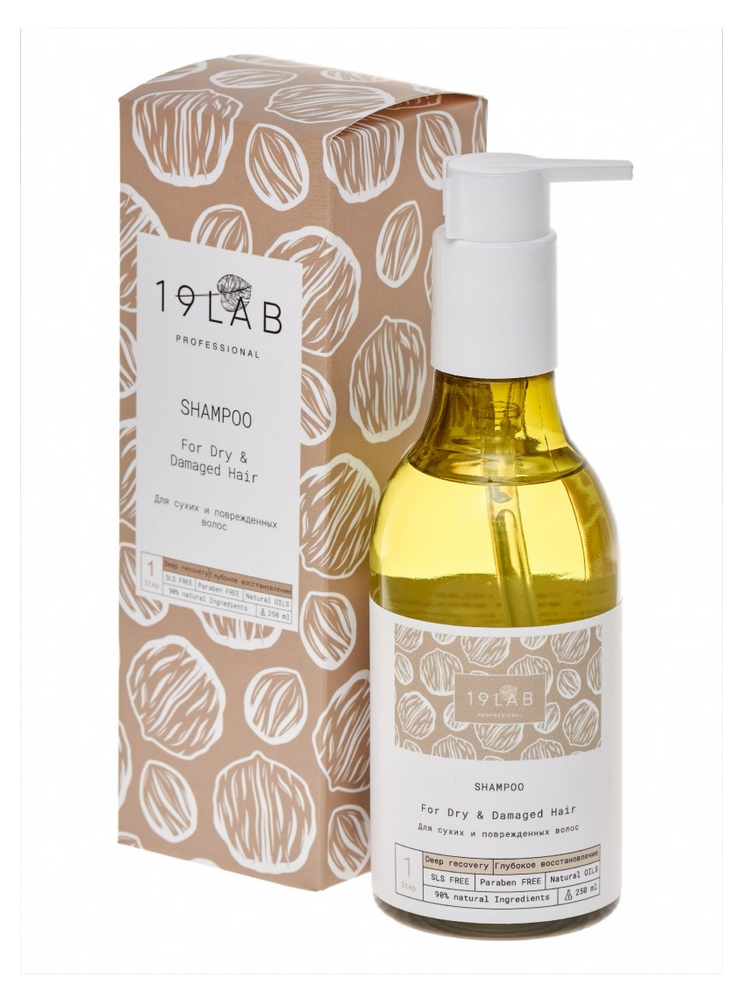 19LAB
PROFESSIONAL
SHAMPOO
For Dry &
Damaged Hair
Для сухих и поврежденных
волос
1
Step
Deep recovery Глубокое восстановление
SLS FREE Paraben FREE Natural OILS
90% natural Ingredients 250 ml
19LAB
PROFESSIONAL
SHAMPOO
For Dry & Damaged Hair
Для сухих и поврежденных волос
1
Step
Deep recovery Глубокое восстановление
SLS FREE Paraben FREE Natural OILS
90% natural Ingredients 250 ml